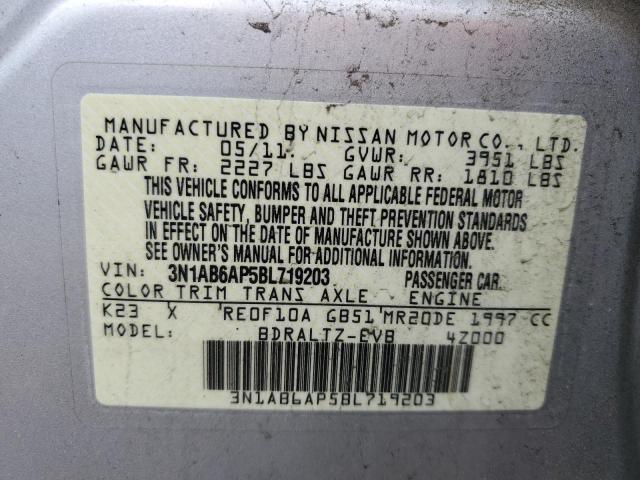 MANUFACTURED BY NISSAN MOTOR CO., LTD.
DATE: 05/11 GVWR: 3951 LBS
GAWR FR: 2227 LBS GAWR RR: 1810 LBS
THIS VEHICLE CONFORMS TO ALL APPLICABLE FEDERAL MOTOR
VEHICLE SAFETY, BUMPER AND THEFT PREVENTION STANDARDS
IN EFFECT ON THE DATE OF MANUFACTURE SHOWN ABOVE.
SEE OWNER'S MANUAL FOR ADDITIONAL INFORMATION.
VIN: 3N1AB6AP5BL719203 PASSENGER CAR
COLOR TRIM TRANS AXLE ENGINE
K23 X RE0F10A GB51 MR20DE 1997 CC
MODEL: BDRALTZ-EVB 4Z000
3N1AB6AP5BL719203